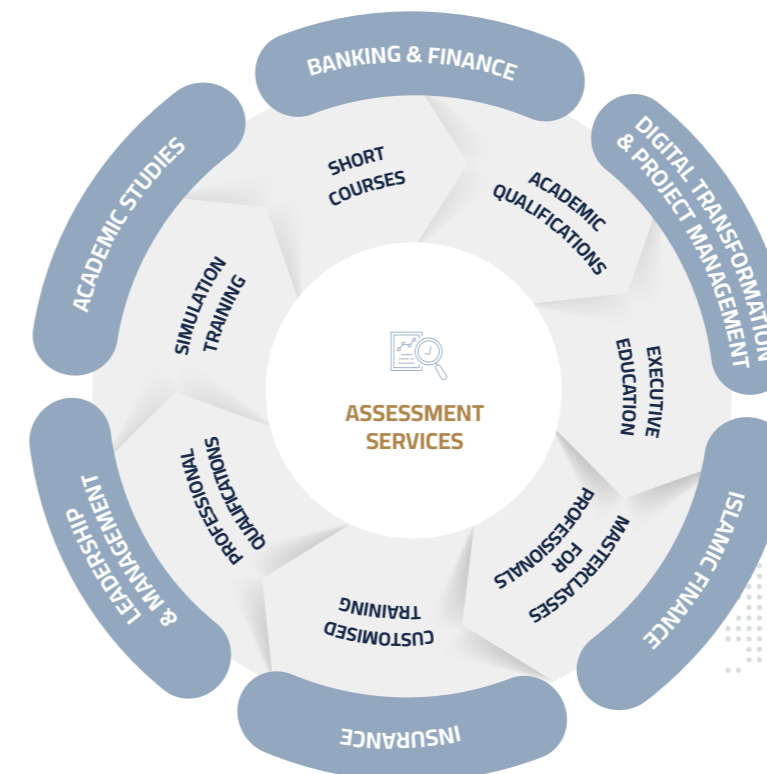 BANKING & FINANCE
DIGITAL TRANSFORMATION
& PROJECT MANAGEMENT
ISLAMIC FINANCE
INSURANCE
LEADERSHIP
& MANAGEMENT
ACADEMIC STUDIES
SHORT
COURSES
ACADEMIC
QUALIFICATIONS
EXECUTIVE
EDUCATION
MASTERCLASSES
FOR
PROFESSIONALS
CUSTOMISED
TRAINING
PROFESSIONAL
QUALIFICATIONS
SIMULATION
TRAINING
ASSESSMENT
SERVICES